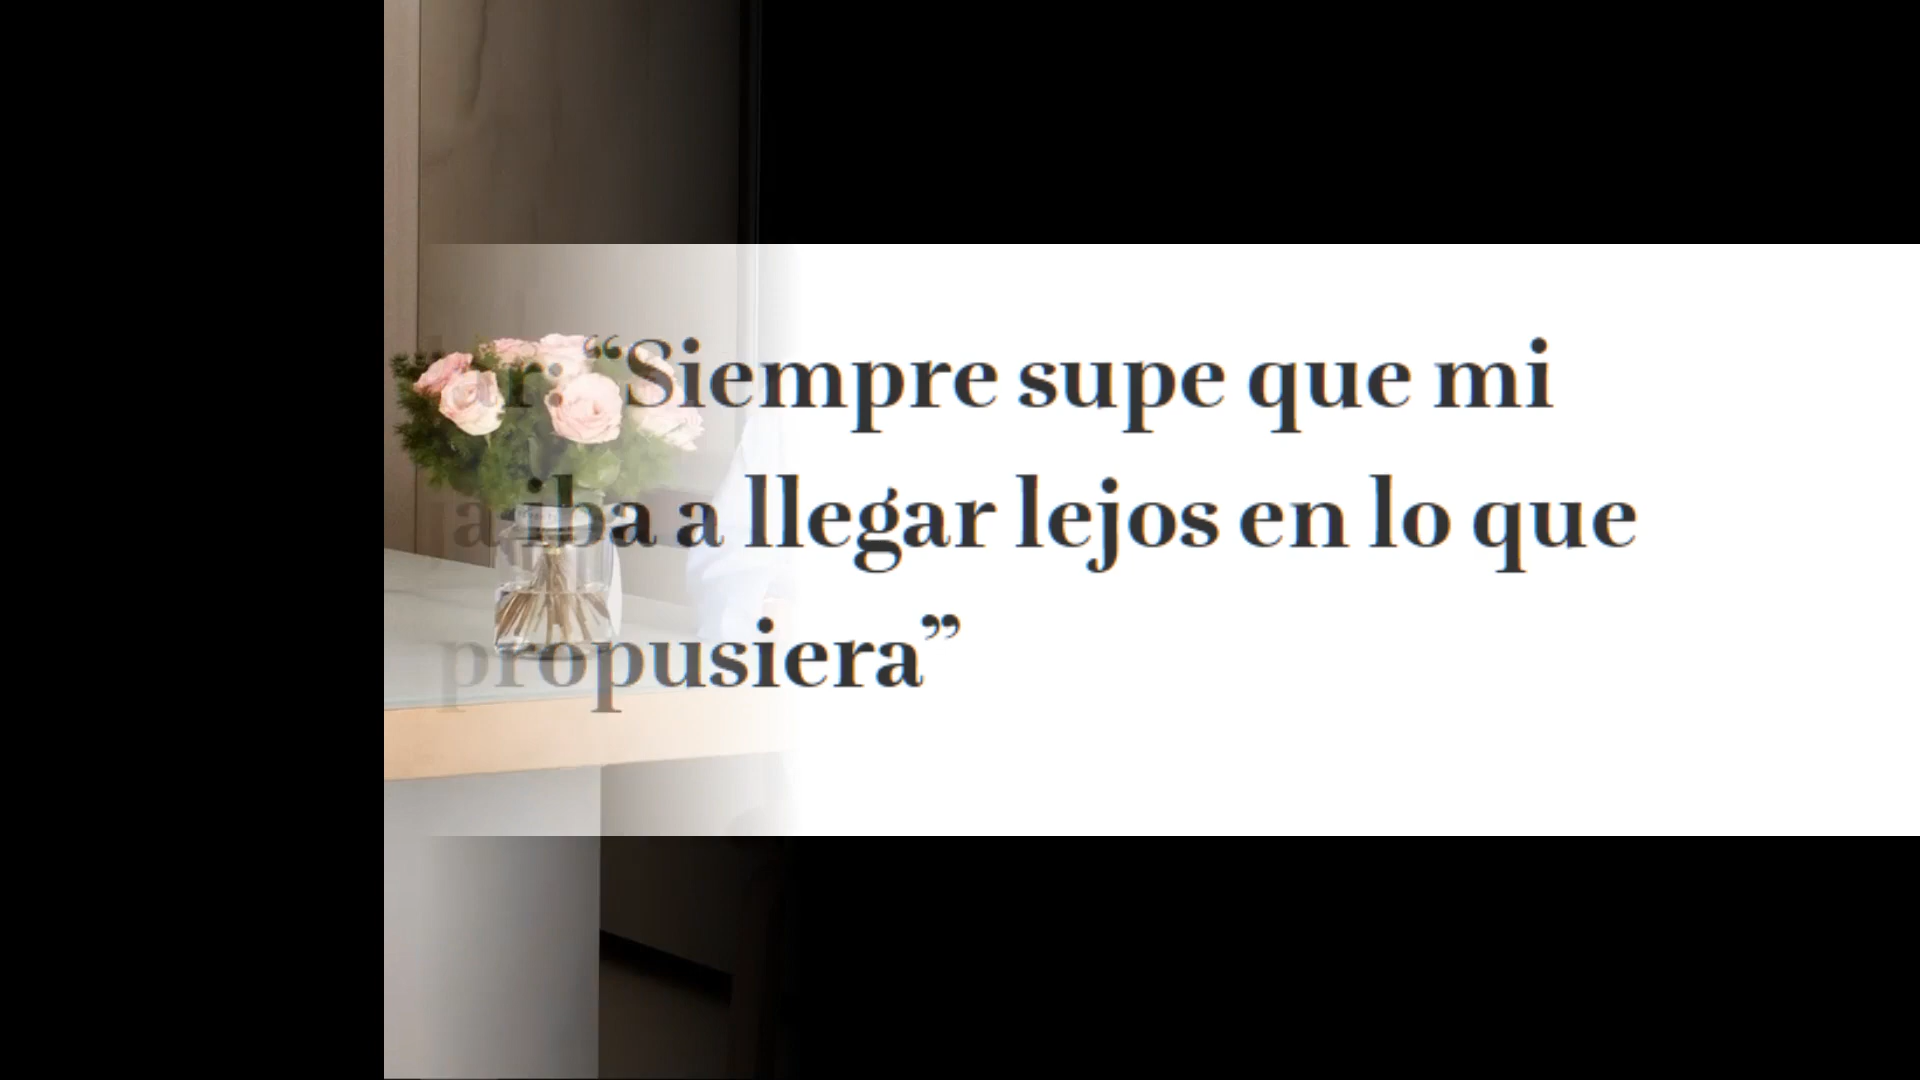 “Siempre supe que mi
iba a llegar lejos en lo que
propusiera”